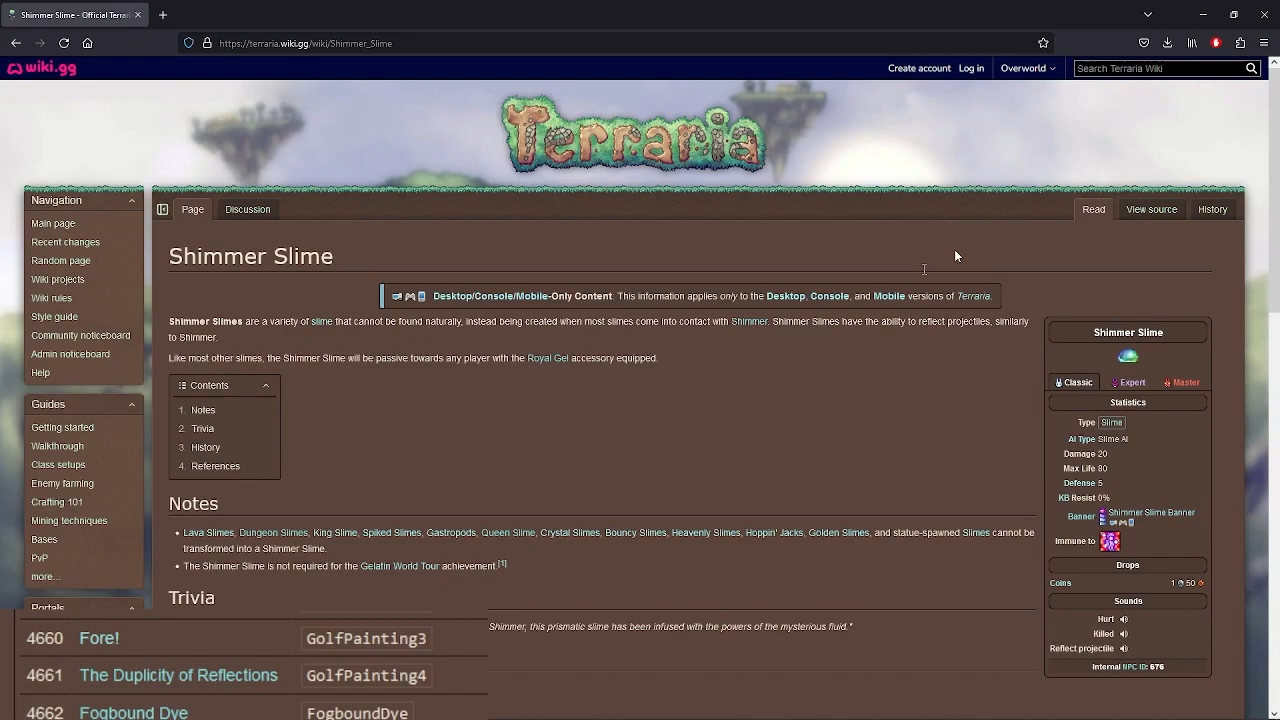 Shimmer Slime - Official Terra
https://terraria.wiki.gg/wiki/Shimmer_Slime
wiki.gg
Create account Log in Overworld Search Terraria Wiki
Terraria
Navigation
Main page
Recent changes
Random page
Wiki projects
Wiki rules
Style guide
Community noticeboard
Admin noticeboard
Help
Guides
Getting started
Walkthrough
Class setups
Enemy farming
Crafting 101
Mining techniques
Bases
PvP
more...
Portals
Page Discussion Read View source History
Shimmer Slime
Desktop/Console/Mobile-Only Content: This information applies only to the Desktop, Console, and Mobile versions of Terraria.
Shimmer Slimes are a variety of slime that cannot be found naturally, instead being created when most slimes come into contact with Shimmer. Shimmer Slimes have the ability to reflect projectiles, similarly
to Shimmer.
Like most other slimes, the Shimmer Slime will be passive towards any player with the Royal Gel accessory equipped.
Contents
1. Notes
2. Trivia
3. History
4. References
Notes
• Lava Slimes, Dungeon Slimes, King Slime, Spiked Slimes, Gastropods, Queen Slime, Crystal Slimes, Bouncy Slimes, Heavenly Slimes, Hoppin' Jacks, Golden Slimes, and statue-spawned Slimes cannot be
transformed into a Shimmer Slime.
• The Shimmer Slime is not required for the Gelatin World Tour achievement.[1]
Trivia
Shimmer, this prismatic slime has been infused with the powers of the mysterious fluid."
Shimmer Slime
Classic Expert Master
Statistics
Type Slime
AI Type Slime AI
Damage 20
Max Life 80
Defense 5
KB Resist 0%
Banner Shimmer Slime Banner
Immune to
Drops
Coins 1 50
Sounds
Hurt
Killed
Reflect projectile
Internal NPC ID: 676
4660 Fore! GolfPainting3
4661 The Duplicity of Reflections GolfPainting4
4662 Fogbound Dye FogboundDye